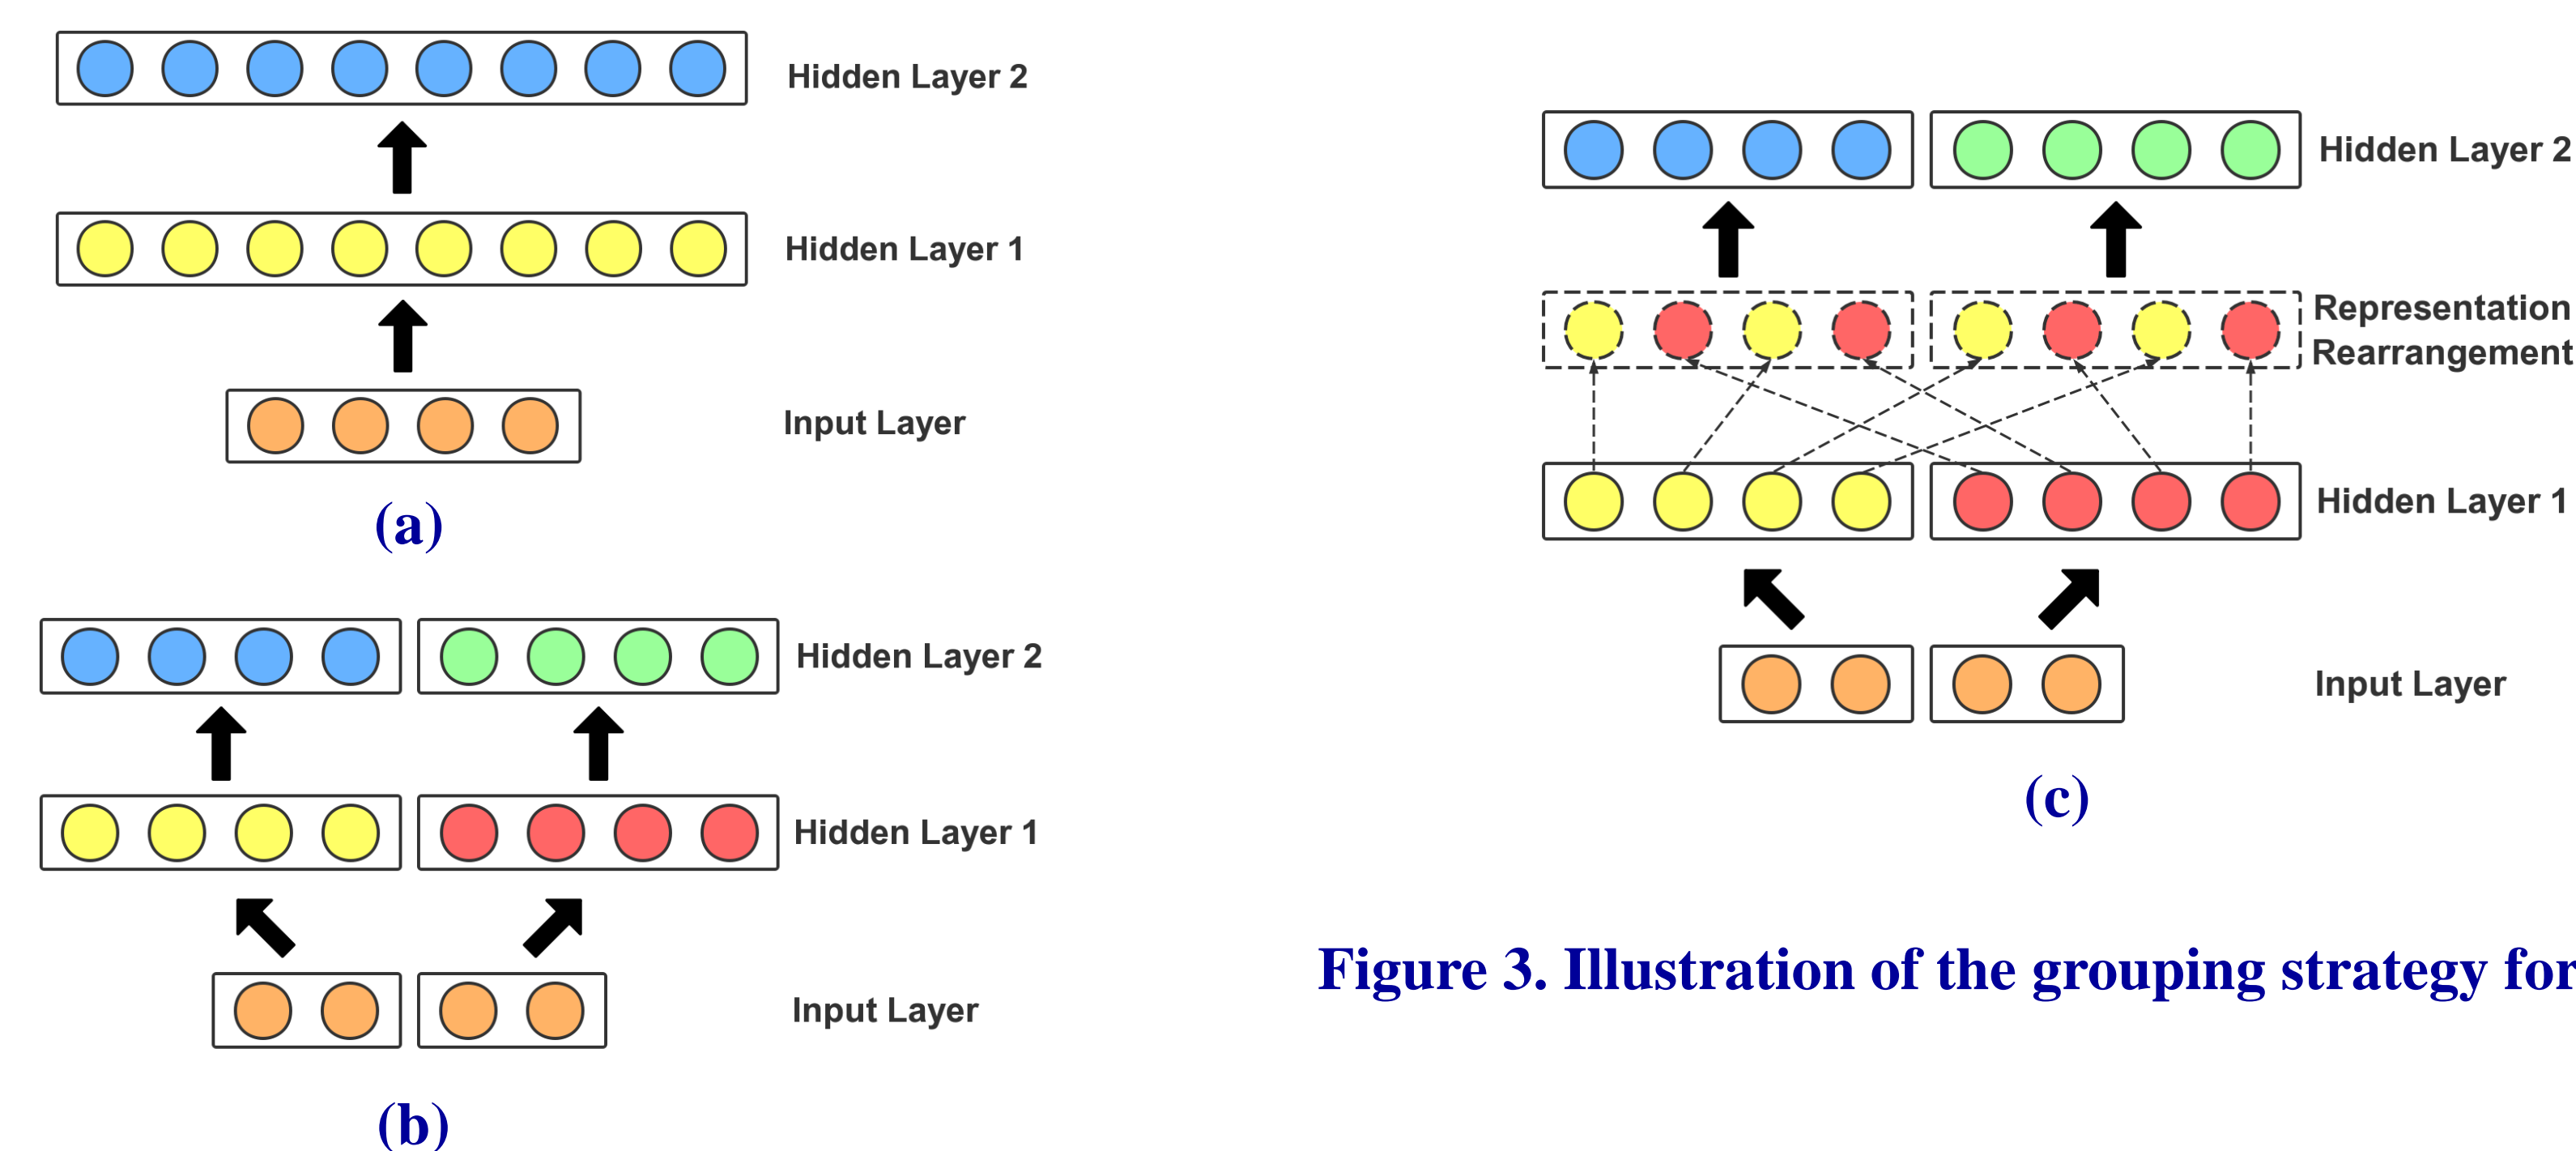 Hidden Layer 2
Hidden Layer 1
Input Layer
(a)
Hidden Layer 2
Hidden Layer 1
Input Layer
(b)
Hidden Layer 2
Representation
Rearrangement
Hidden Layer 1
Input Layer
(c)
Figure 3. Illustration of the grouping strategy for